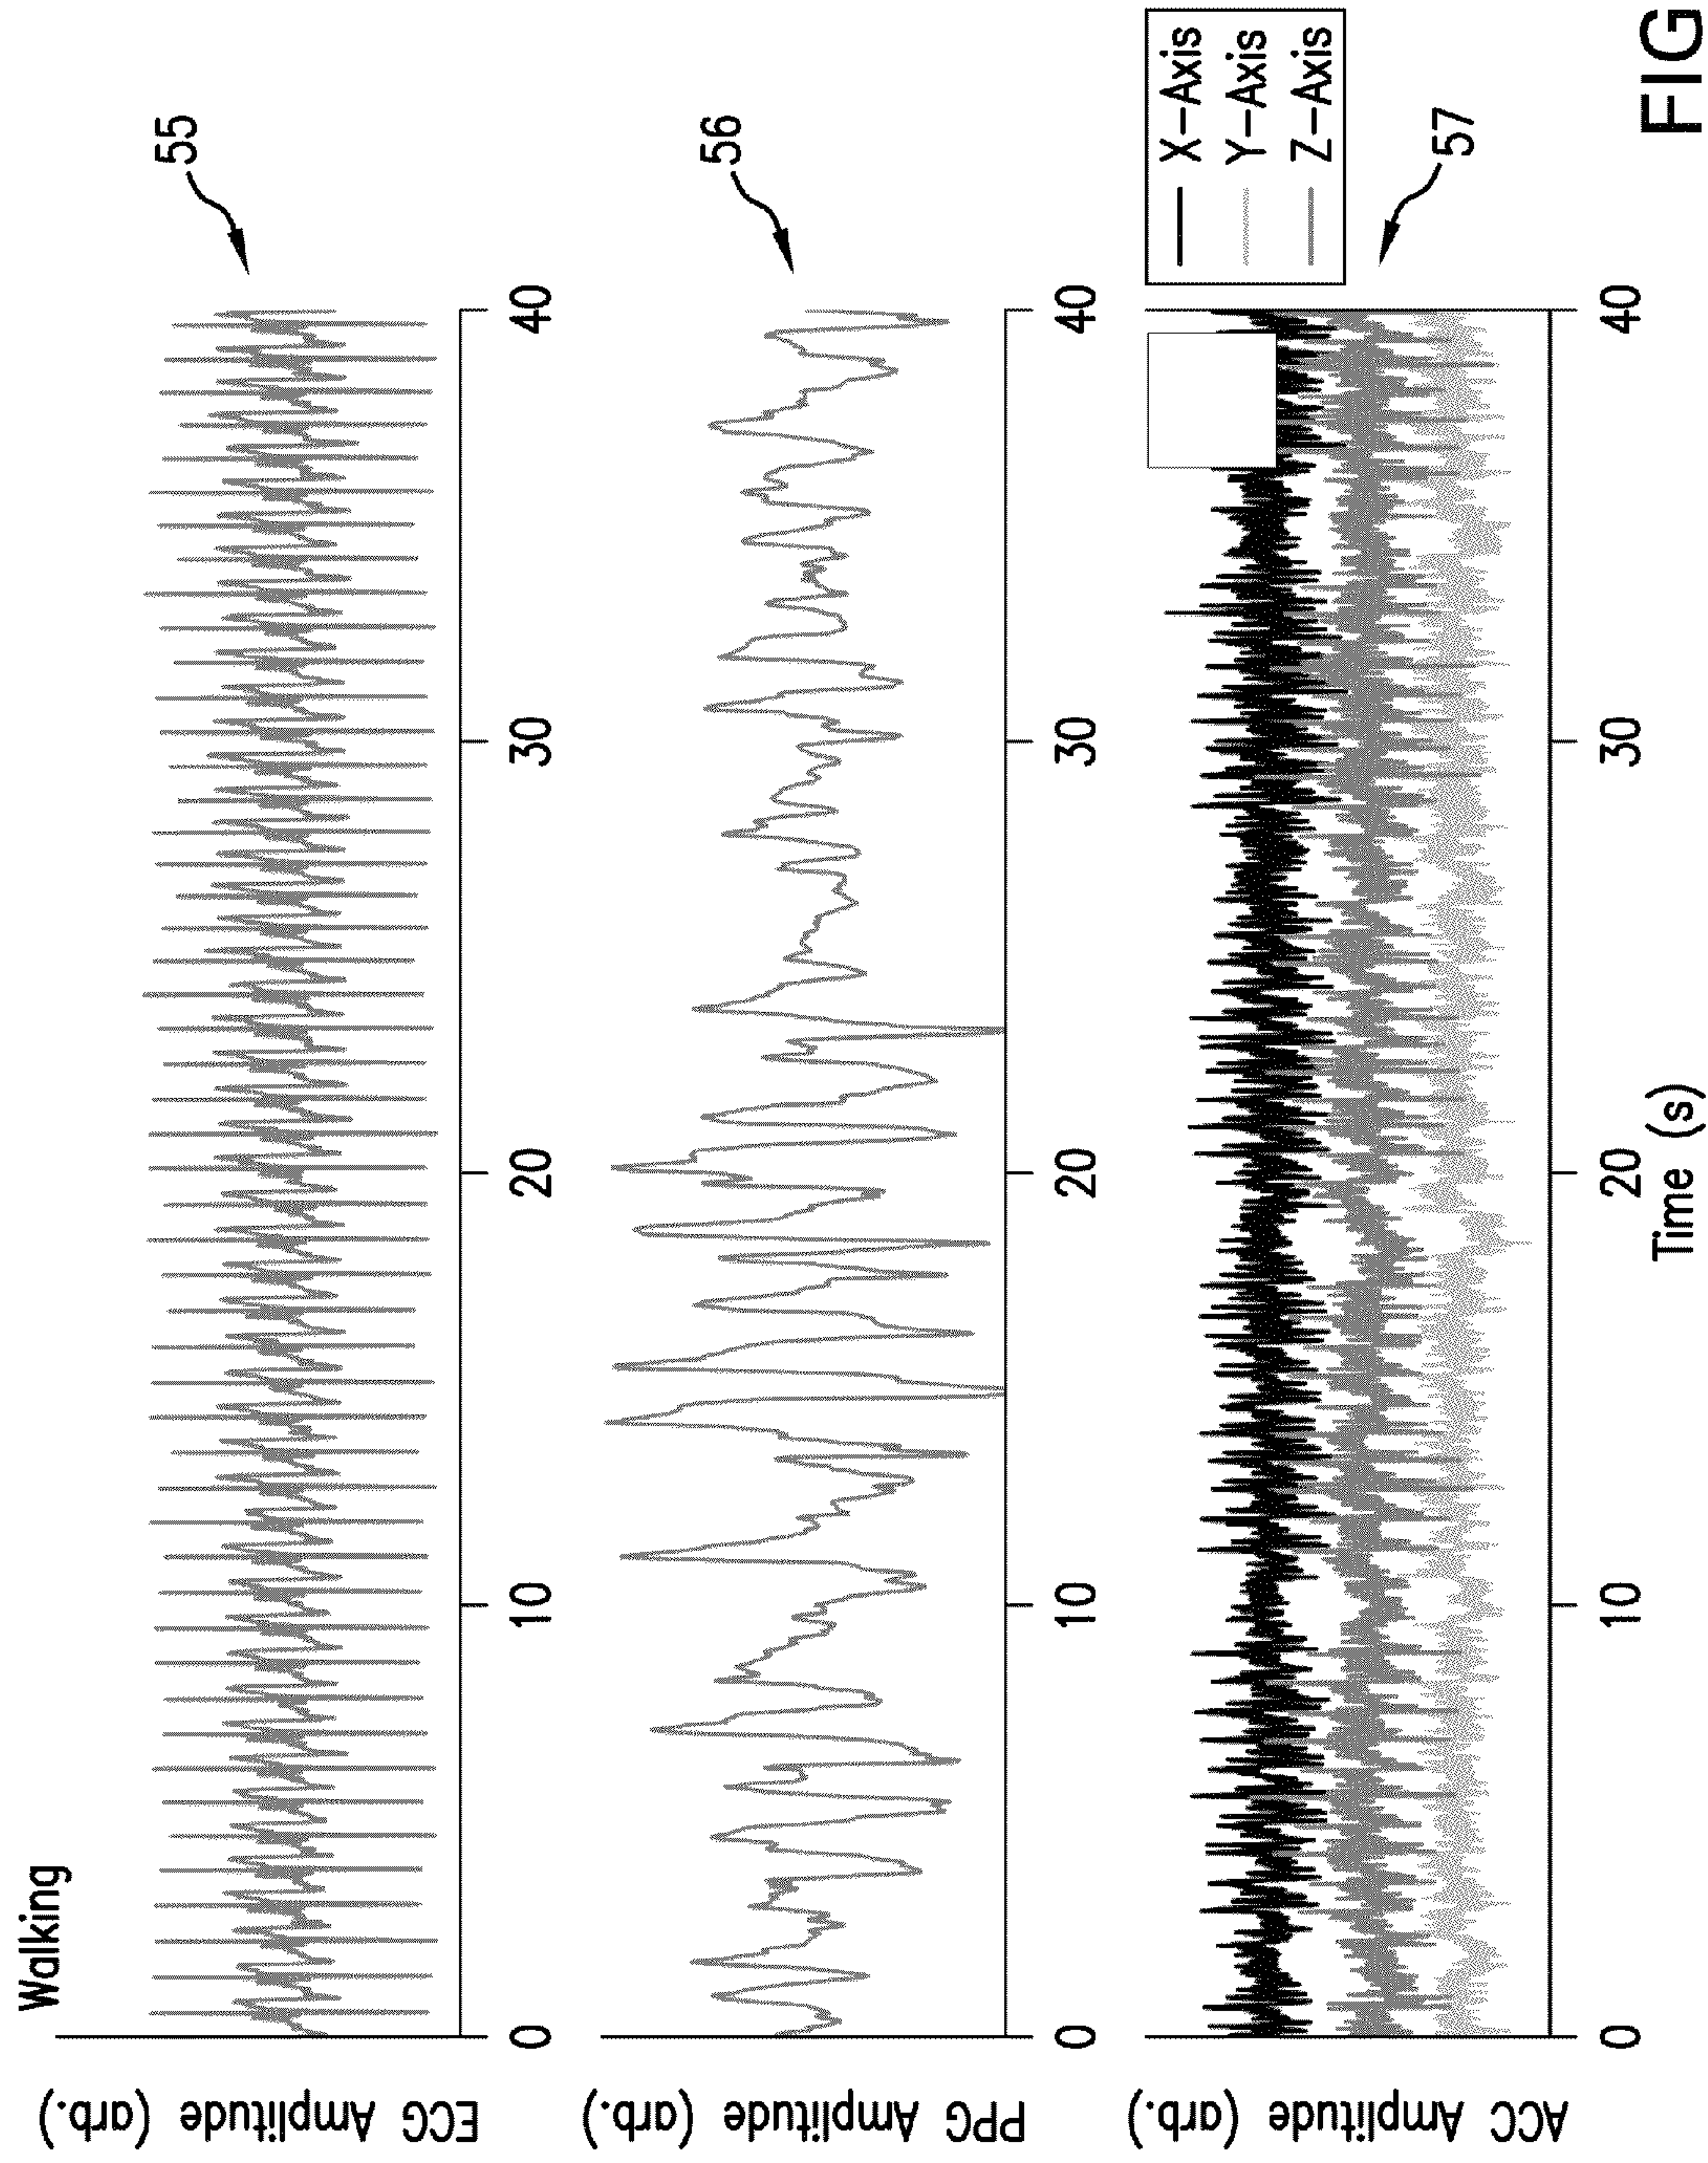 Walking
ECG Amplitude (arb.)
55
0
10
20
30
40
PPG Amplitude (arb.)
56
0
10
20
30
40
ACC Amplitude (arb.)
X-Axis
Y-Axis
Z-Axis
57
0
10
20
30
40
Time (s)
FIG